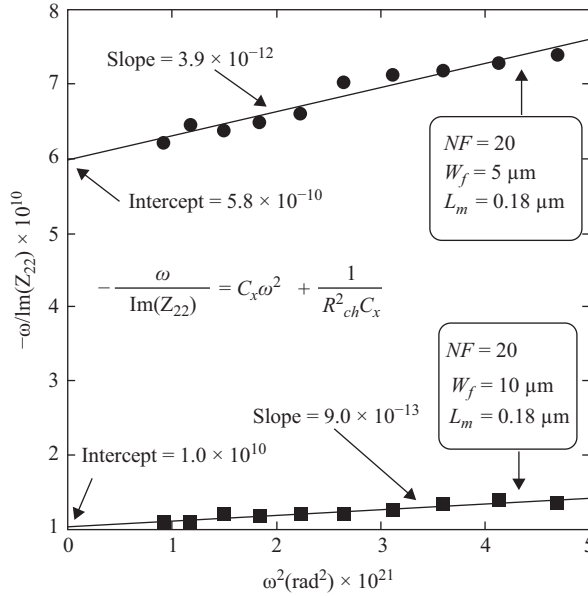 8
7
6
5
4
3
2
1
0
1
2
3
4
5
−ω/Im(Z₂₂) × 10¹⁰
ω²(rad²) × 10²¹
Slope = 3.9 × 10⁻¹²
Intercept = 5.8 × 10⁻¹⁰
NF = 20
W_f = 5 µm
L_m = 0.18 µm
− ω / Im(Z₂₂) = C_xω² + 1 / R²_chC_x
NF = 20
W_f = 10 µm
L_m = 0.18 µm
Slope = 9.0 × 10⁻¹³
Intercept = 1.0 × 10¹⁰